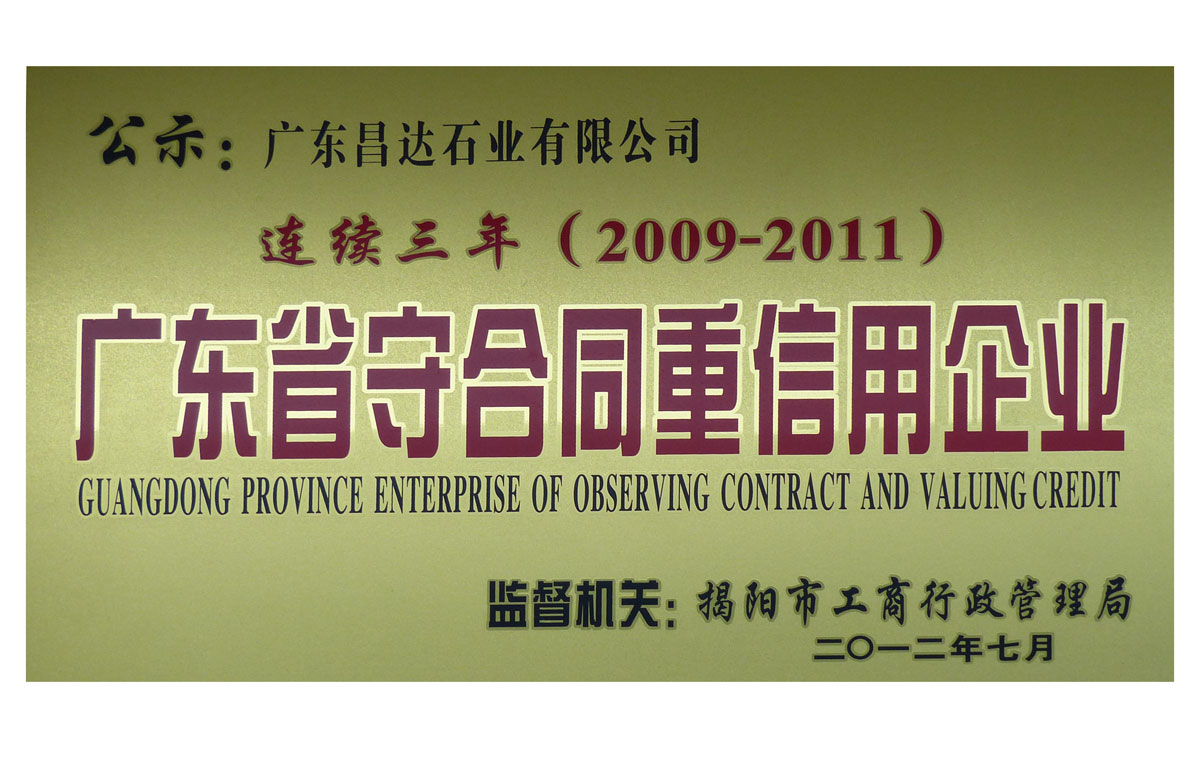 公示：广东昌达石业有限公司
连续三年（2009-2011）
广东省守合同重信用企业
GUANGDONG PROVINCE ENTERPRISE OF OBSERVING CONTRACT AND VALUING CREDIT
监督机关：揭阳市工商行政管理局
二〇一二年七月